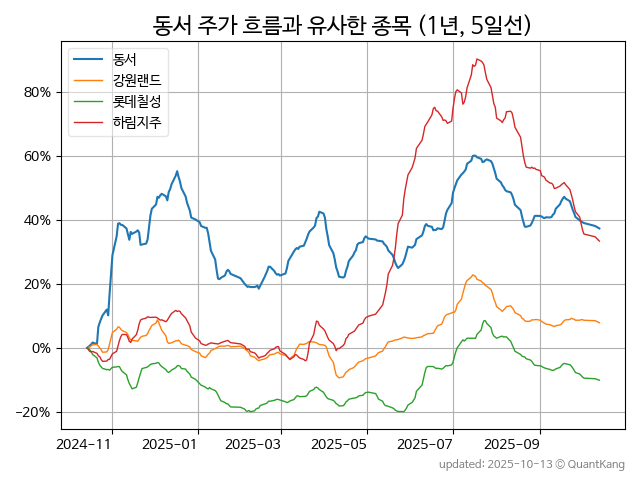 동서 주가 흐름과 유사한 종목 (1년, 5일선)
동서
강원랜드
롯데칠성
하림지주
80%
60%
40%
20%
0%
−20%
2024-11
2025-01
2025-03
2025-05
2025-07
2025-09
updated: 2025-10-13 © QuantKang